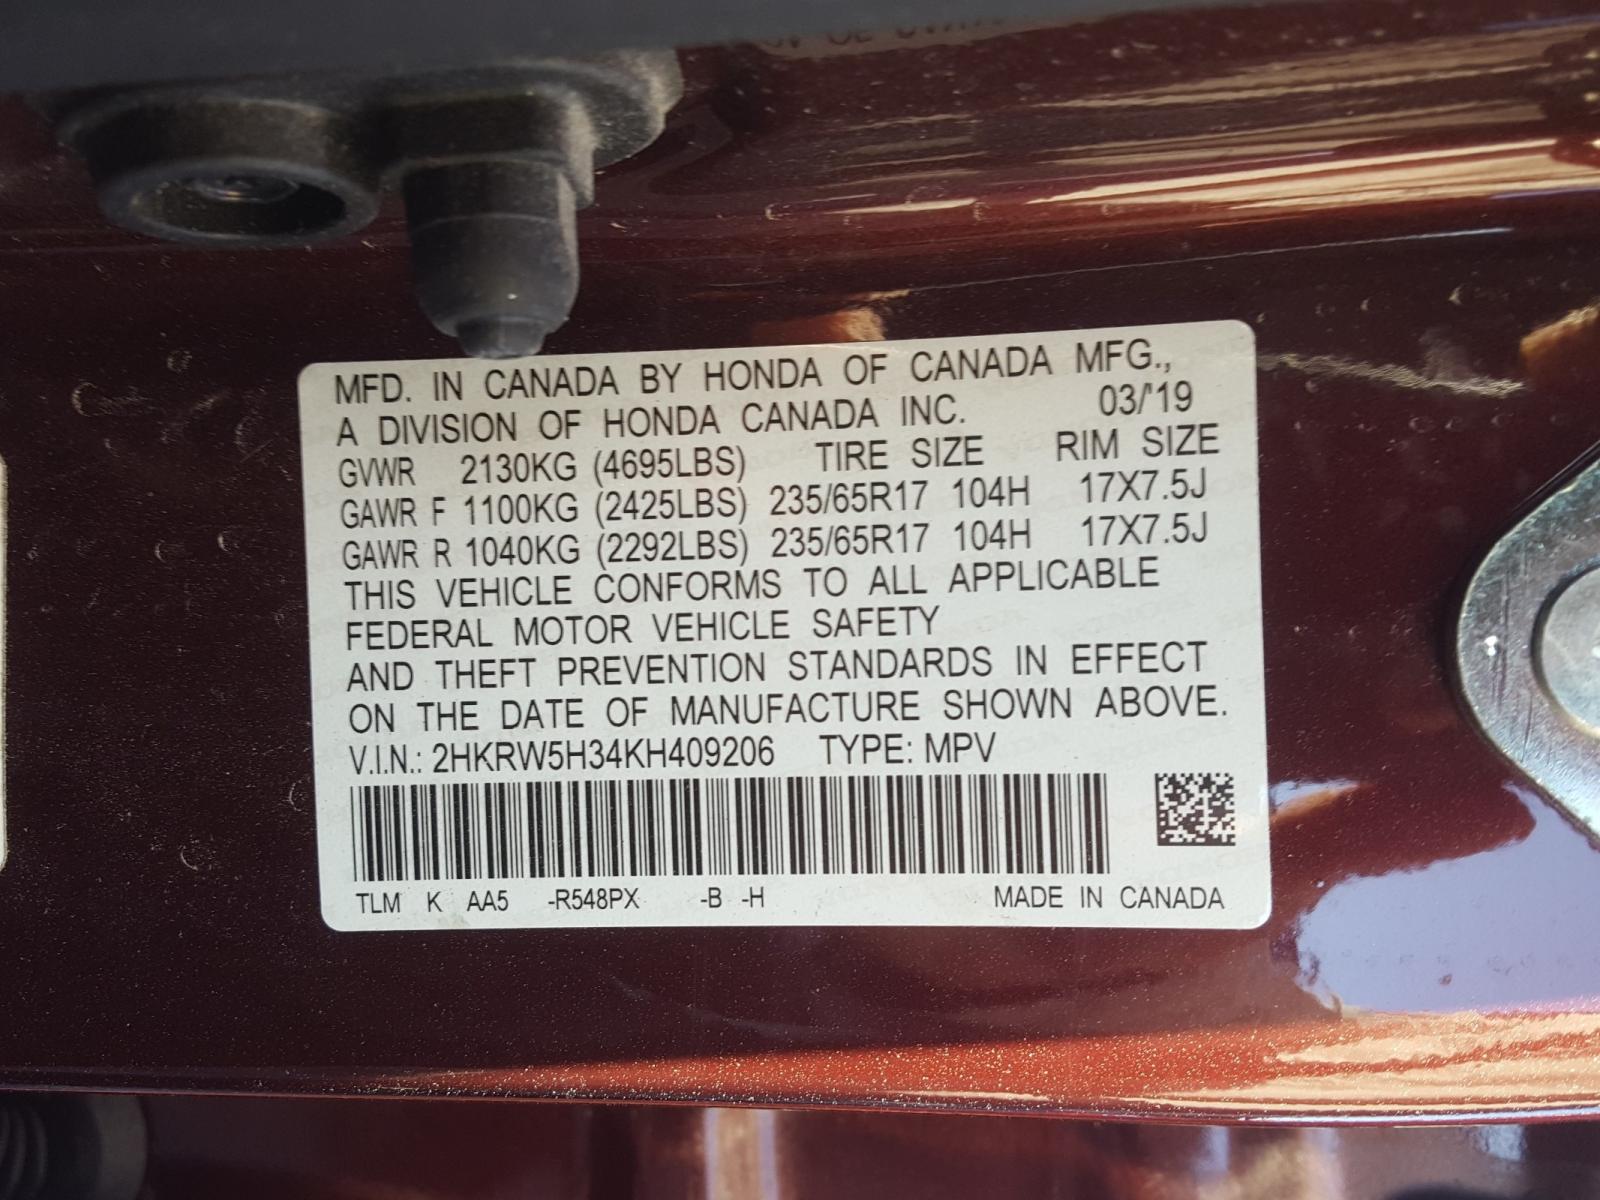 MFD. IN CANADA BY HONDA OF CANADA MFG.,
A DIVISION OF HONDA CANADA INC. 03/'19
GVWR 2130KG (4695LBS) TIRE SIZE RIM SIZE
GAWR F 1100KG (2425LBS) 235/65R17 104H 17X7.5J
GAWR R 1040KG (2292LBS) 235/65R17 104H 17X7.5J
THIS VEHICLE CONFORMS TO ALL APPLICABLE
FEDERAL MOTOR VEHICLE SAFETY
AND THEFT PREVENTION STANDARDS IN EFFECT
ON THE DATE OF MANUFACTURE SHOWN ABOVE.
V.I.N.: 2HKRW5H34KH409206 TYPE: MPV
TLM K AA5 -R548PX -B -H MADE IN CANADA